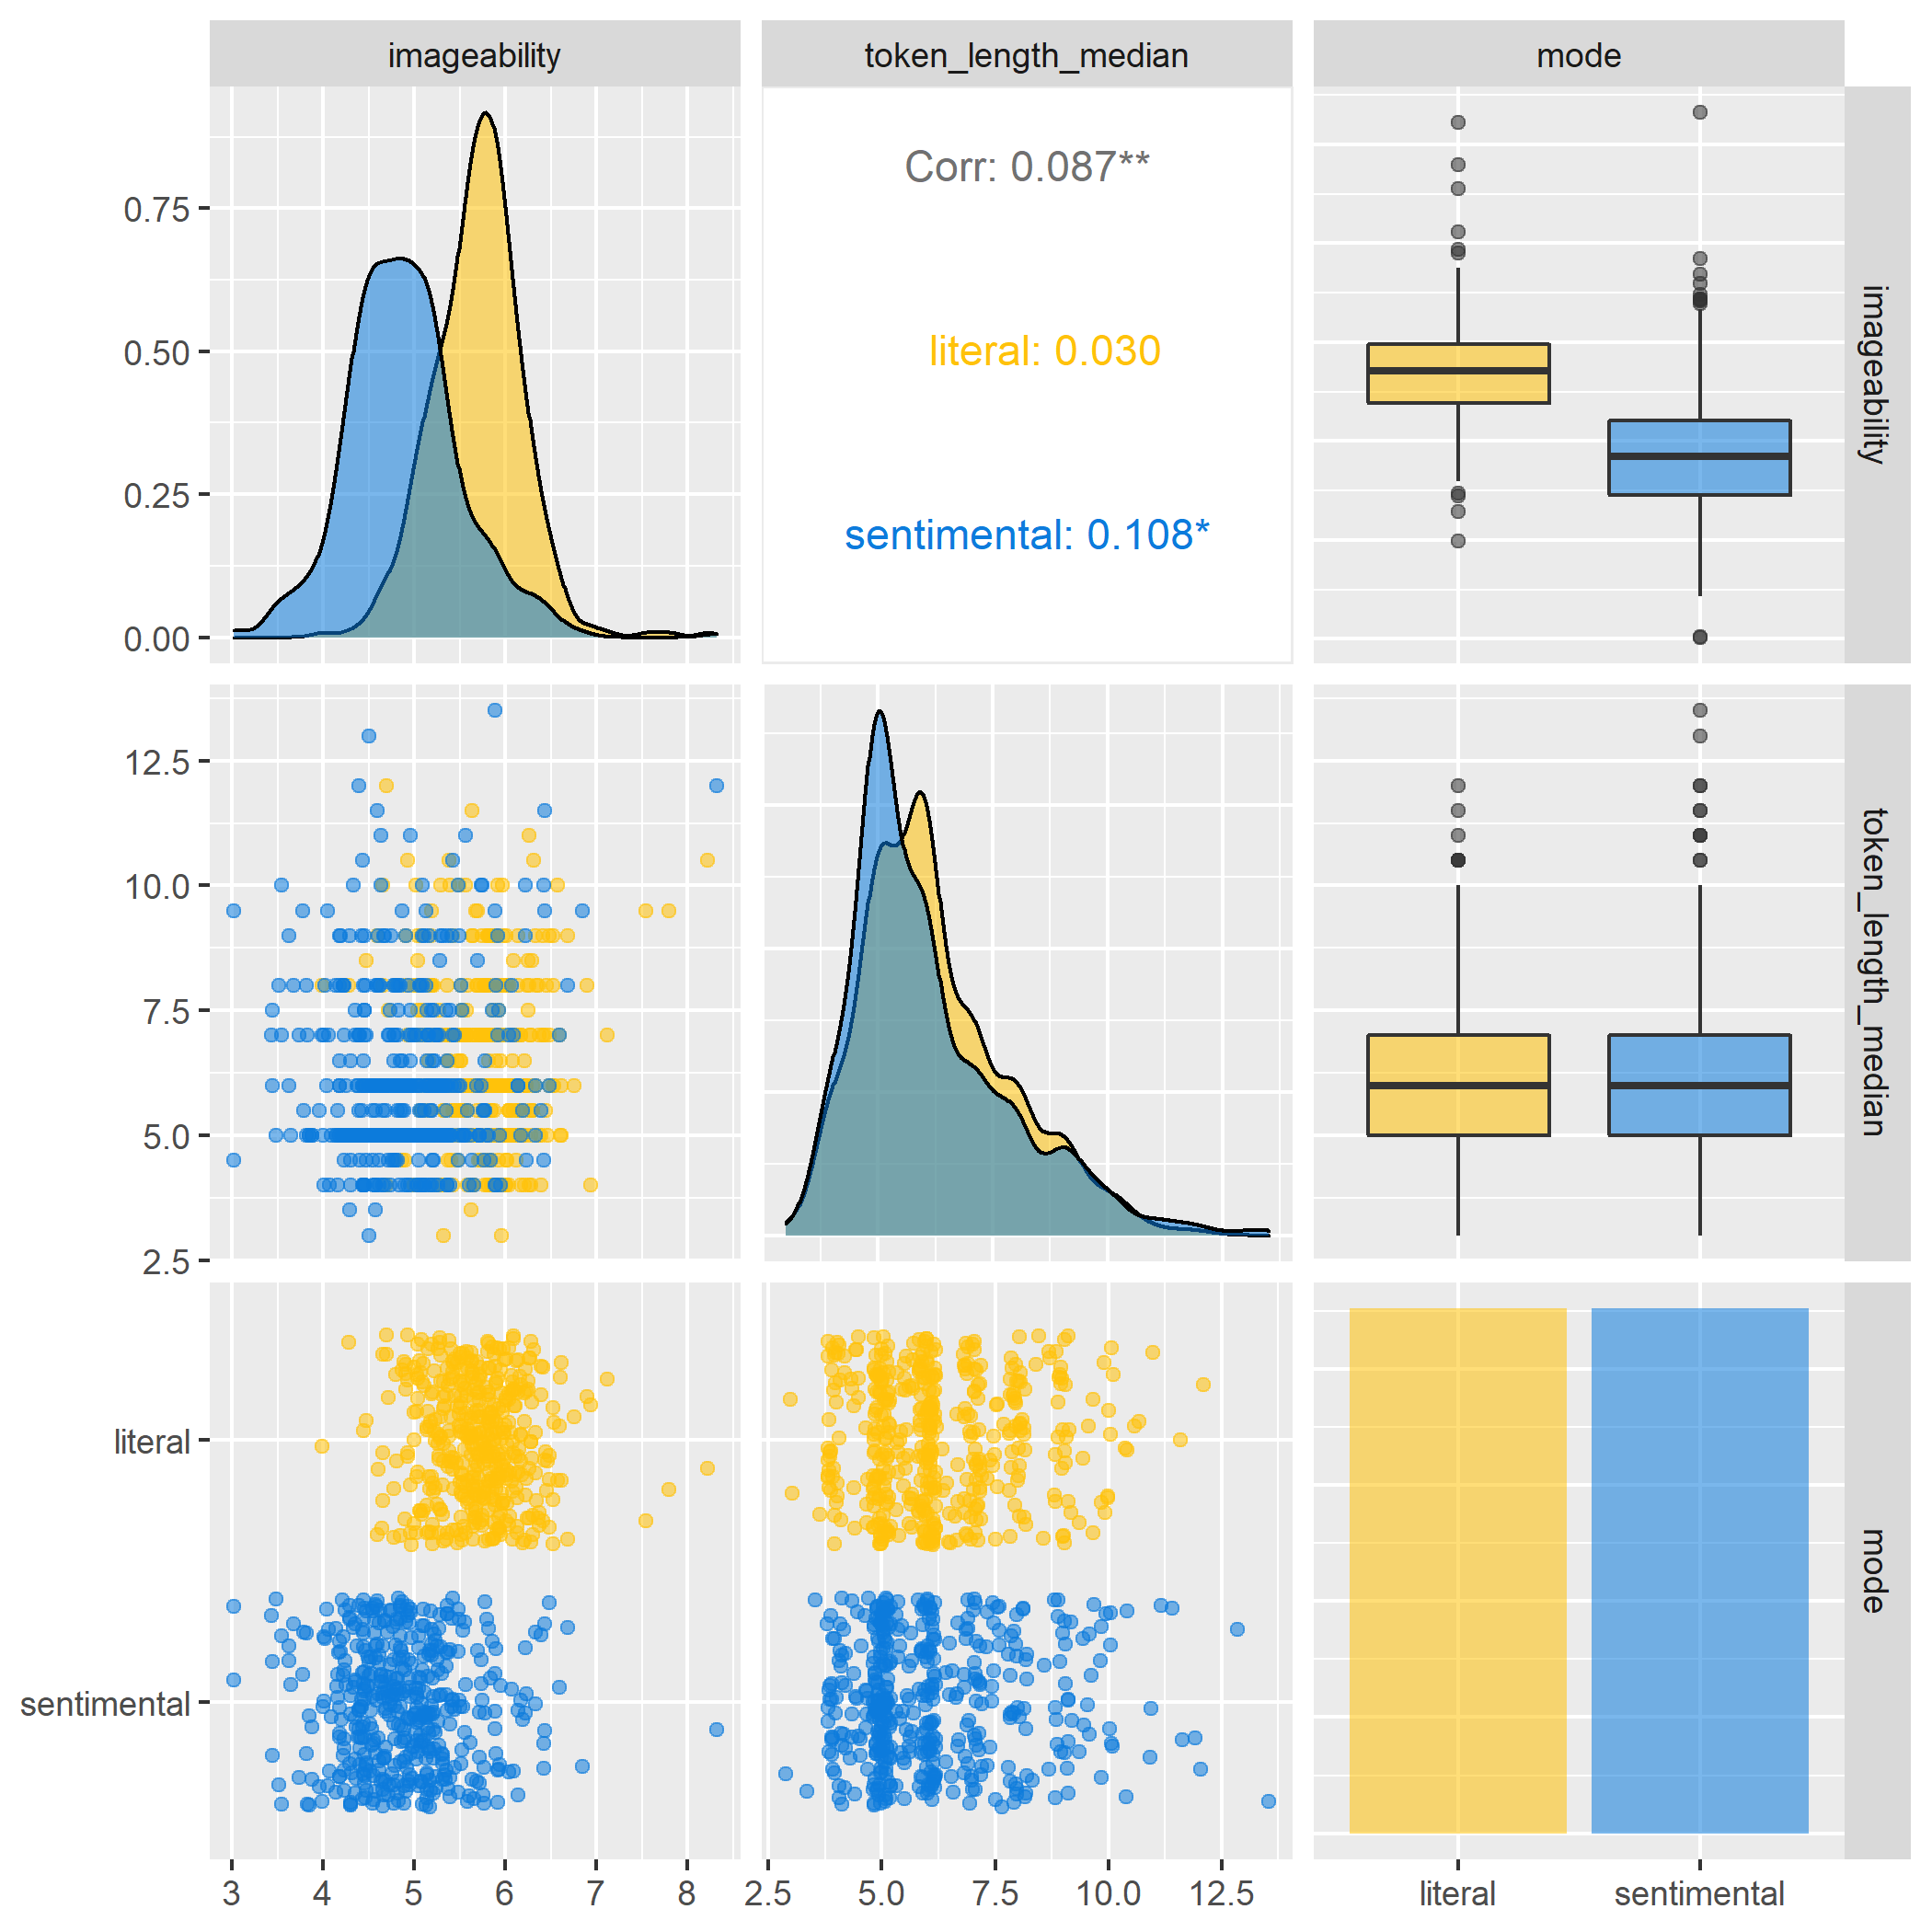 imageability
token_length_median
mode
0.75
0.50
0.25
0.00
Corr: 0.087**
literal: 0.030
sentimental: 0.108*
imageability
12.5
10.0
7.5
5.0
2.5
token_length_median
literal
sentimental
mode
3 4 5 6 7 8
2.5 5.0 7.5 10.0 12.5
literal sentimental